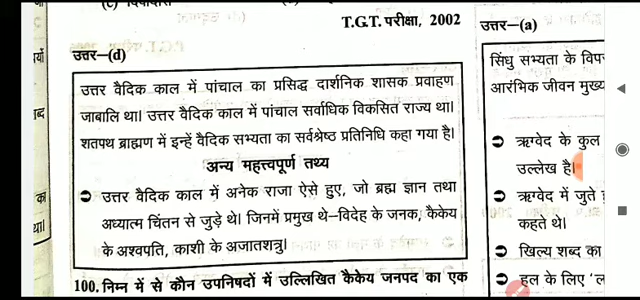 T.G.T. परीक्षा, 2002
उत्तर–(d)
उत्तर वैदिक काल में पांचाल का प्रसिद्ध दार्शनिक शासक प्रवाहण
जाबालि था। उत्तर वैदिक काल में पांचाल सर्वाधिक विकसित राज्य था।
शतपथ ब्राह्मण में इन्हें वैदिक सभ्यता का सर्वश्रेष्ठ प्रतिनिधि कहा गया है।
अन्य महत्त्वपूर्ण तथ्य
उत्तर वैदिक काल में अनेक राजा ऐसे हुए, जो ब्रह्म ज्ञान तथा
अध्यात्म चिंतन से जुड़े थे। जिनमें प्रमुख थे–विदेह के जनक, कैकेय
के अश्वपति, काशी के अजातशत्रु।
100. निम्न में से कौन उपनिषदों में उल्लिखित कैकेय जनपद का एक
उत्तर–(a)
सिंधु सभ्यता के
आरंभिक जीवन मुख्य
ऋग्वेद के कुल
उल्लेख है।
ऋग्वेद में जुते
कहते थे।
खिल्य शब्द का
हल के लिए